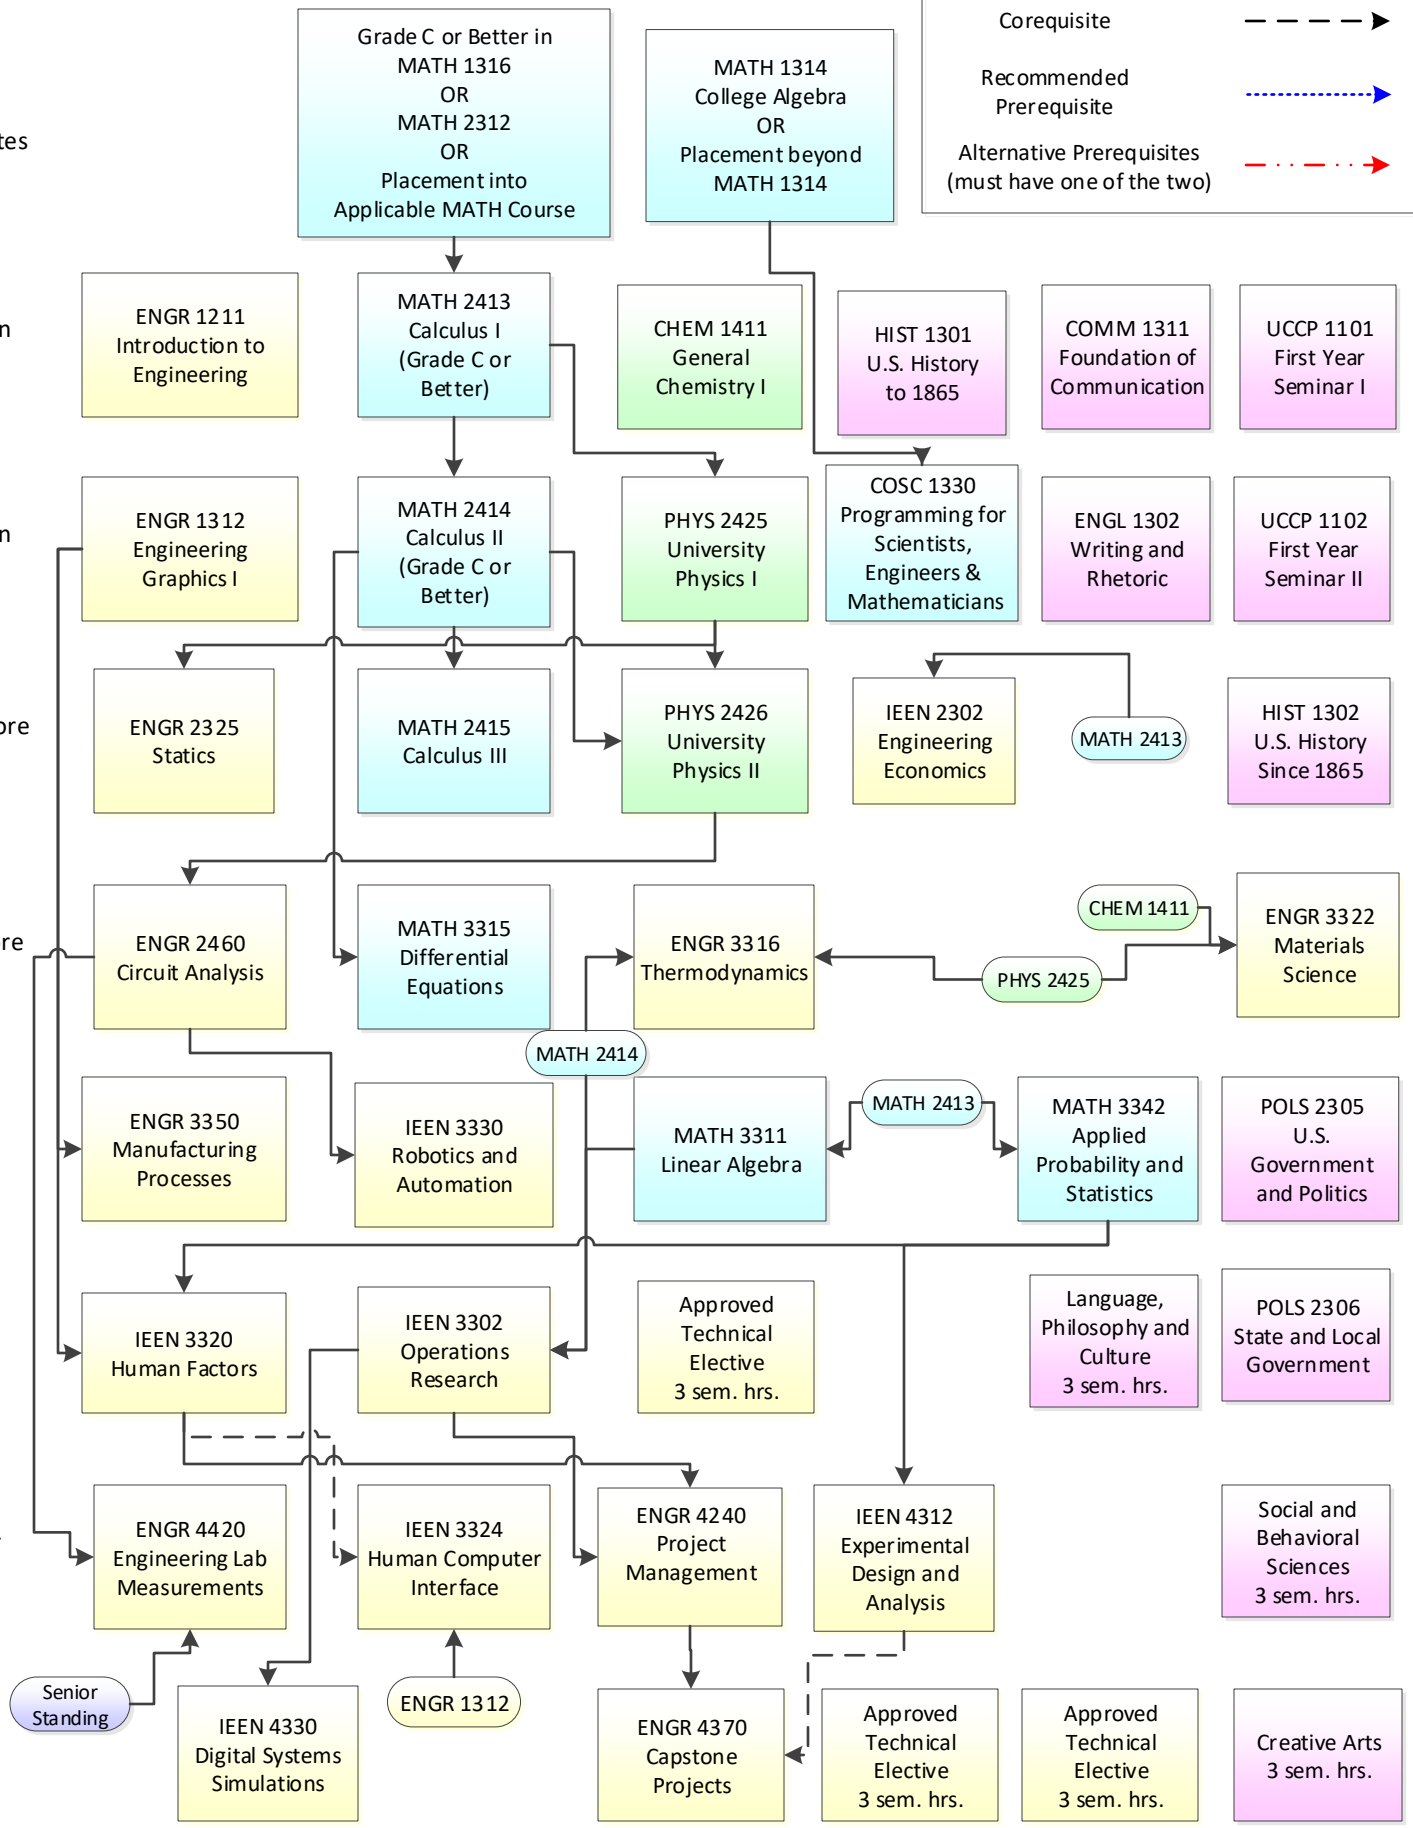 Grade C or Better in
MATH 1316
OR
MATH 2312
OR
Placement into
Applicable MATH Course
MATH 1314
College Algebra
OR
Placement beyond
MATH 1314
Corequisite
Recommended
Prerequisite
Alternative Prerequisites
(must have one of the two)
ENGR 1211
Introduction to
Engineering
MATH 2413
Calculus I
(Grade C or
Better)
CHEM 1411
General
Chemistry I
HIST 1301
U.S. History
to 1865
COMM 1311
Foundation of
Communication
UCCP 1101
First Year
Seminar I
ENGR 1312
Engineering
Graphics I
MATH 2414
Calculus II
(Grade C or
Better)
PHYS 2425
University
Physics I
COSC 1330
Programming for
Scientists,
Engineers &
Mathematicians
ENGL 1302
Writing and
Rhetoric
UCCP 1102
First Year
Seminar II
ENGR 2325
Statics
MATH 2415
Calculus III
PHYS 2426
University
Physics II
IEEN 2302
Engineering
Economics
MATH 2413
HIST 1302
U.S. History
Since 1865
ENGR 2460
Circuit Analysis
MATH 3315
Differential
Equations
ENGR 3316
Thermodynamics
CHEM 1411
PHYS 2425
ENGR 3322
Materials
Science
MATH 2414
ENGR 3350
Manufacturing
Processes
IEEN 3330
Robotics and
Automation
MATH 3311
Linear Algebra
MATH 2413
MATH 3342
Applied
Probability and
Statistics
POLS 2305
U.S.
Government
and Politics
IEEN 3320
Human Factors
IEEN 3302
Operations
Research
Approved
Technical
Elective
3 sem. hrs.
Language,
Philosophy and
Culture
3 sem. hrs.
POLS 2306
State and Local
Government
ENGR 4420
Engineering Lab
Measurements
IEEN 3324
Human Computer
Interface
ENGR 4240
Project
Management
IEEN 4312
Experimental
Design and
Analysis
Social and
Behavioral
Sciences
3 sem. hrs.
Senior
Standing
IEEN 4330
Digital Systems
Simulations
ENGR 1312
ENGR 4370
Capstone
Projects
Approved
Technical
Elective
3 sem. hrs.
Approved
Technical
Elective
3 sem. hrs.
Creative Arts
3 sem. hrs.